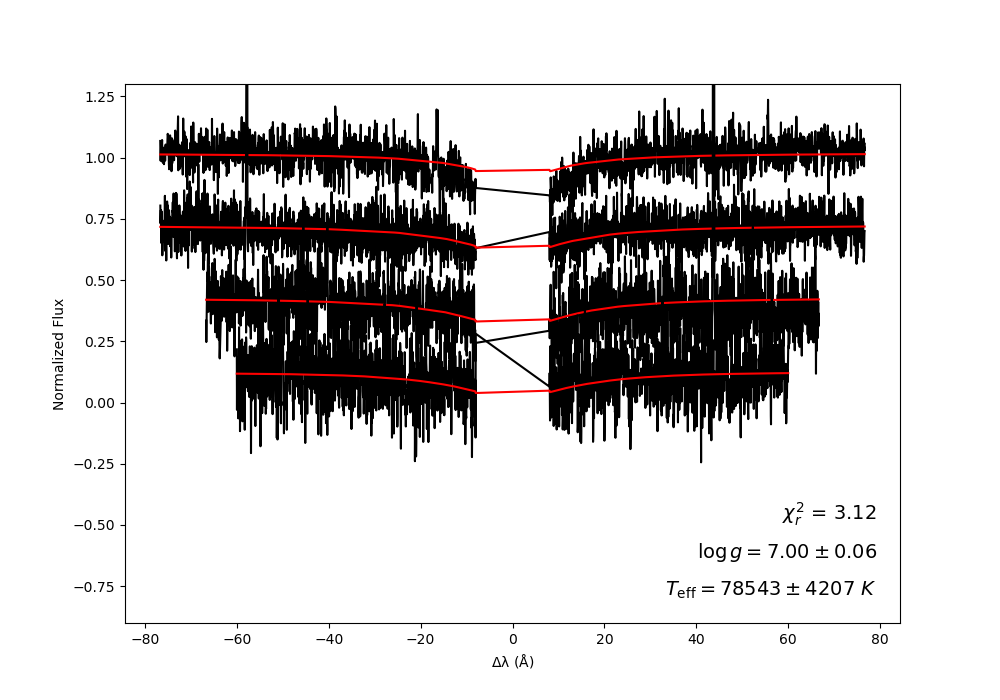 1.25
1.00
0.75
0.50
0.25
0.00
−0.25
−0.50
−0.75
Normalized Flux
χ²ᵣ = 3.12
log g = 7.00 ± 0.06
T_eff = 78543 ± 4207 K
−80 −60 −40 −20 0 20 40 60 80
Δλ (Å)